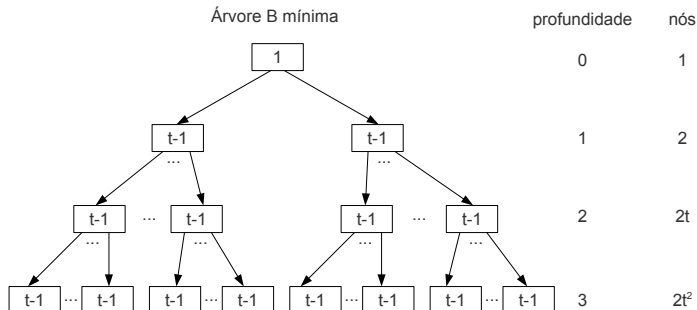 Árvore B mínima profundidade nós
1 0 1
t-1 t-1 1 2
... ...
t-1 ... t-1 t-1 ... t-1 2 2t
... ... ... ...
t-1 ... t-1 t-1 ... t-1 t-1 ... t-1 t-1 ... t-1 3 2t²